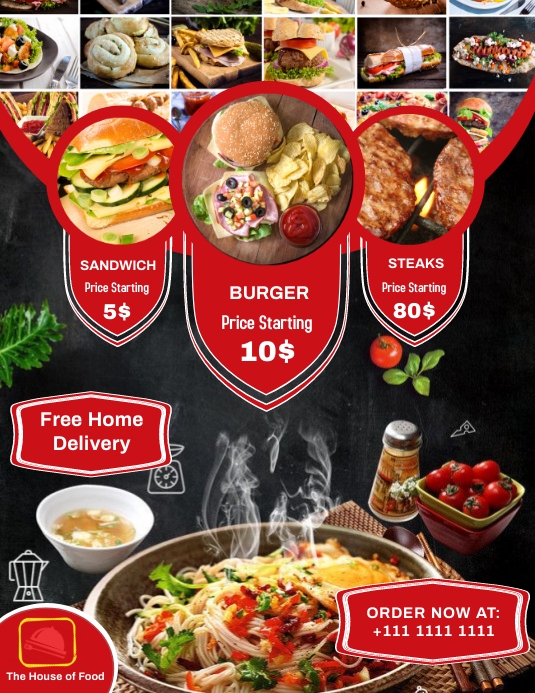 SANDWICH
Price Starting
5$
BURGER
Price Starting
10$
STEAKS
Price Starting
80$
Free Home
Delivery
ORDER NOW AT:
+111 1111 1111
The House of Food